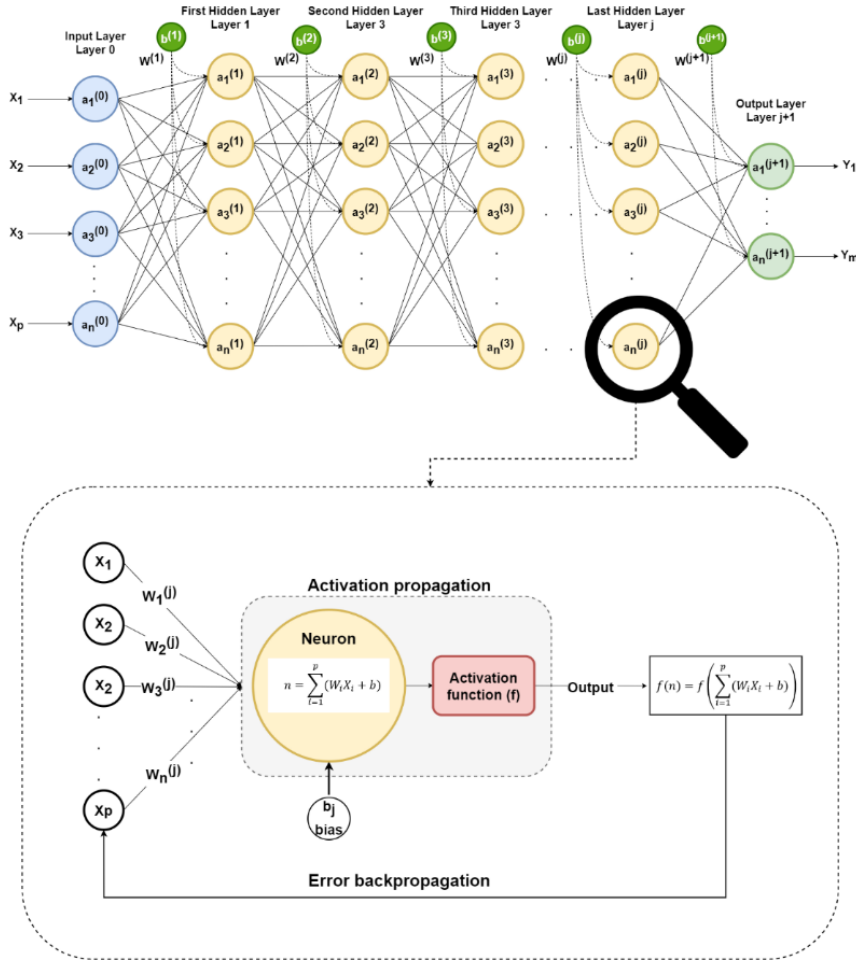 First Hidden Layer
Layer 1
Second Hidden Layer
Layer 3
Third Hidden Layer
Layer 3
Last Hidden Layer
Layer j
Input Layer
Layer 0
b(1)
b(2)
b(3)
b(j)
b(j+1)
W(1)
W(2)
W(3)
W(j)
W(j+1)
Output Layer
Layer j+1
X1
a1(0)
a1(1)
a1(2)
a1(3)
a1(j)
X2
a2(0)
a2(1)
a2(2)
a2(3)
a2(j)
a1(j+1)
Y1
X3
a3(0)
a3(1)
a3(2)
a3(3)
a3(j)
an(j+1)
Ym
Xp
an(0)
an(1)
an(2)
an(3)
an(j)
X1
W1(j)
X2
W2(j)
X2
W3(j)
Wn(j)
Xp
Activation propagation
Neuron
n = ∑ i=1 p (WiXi + b)
Activation
function (f)
Output
f(n) = f(∑ i=1 p (WiXi + b))
bj
bias
Error backpropagation